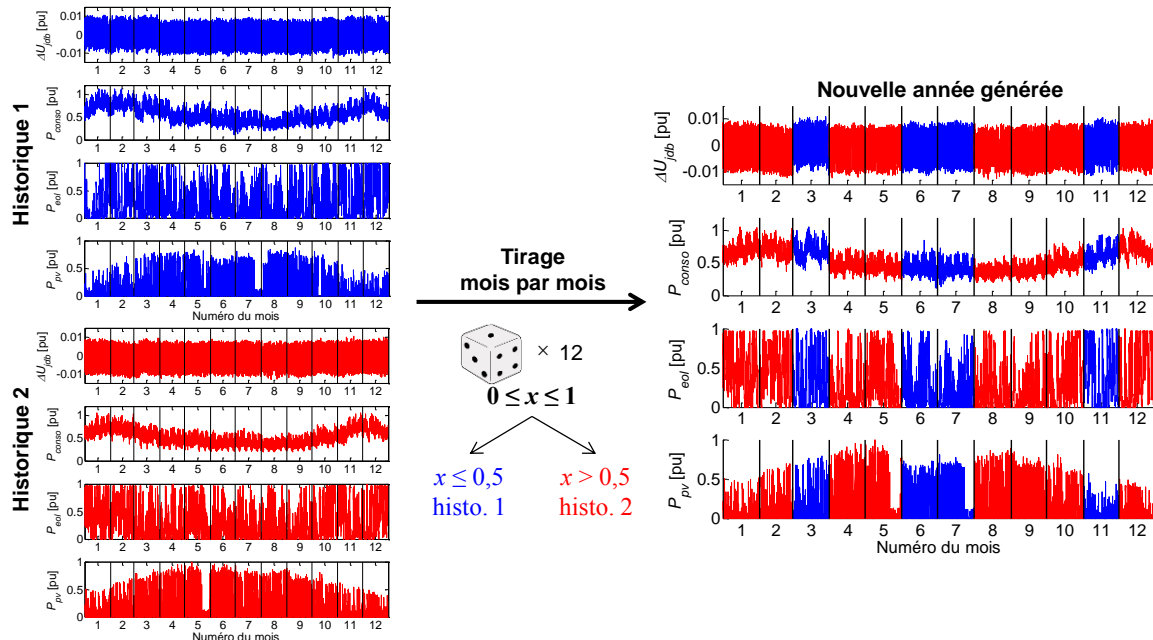 Historique 1
ΔU_jdb [pu]
0.01
0
-0.01
1 2 3 4 5 6 7 8 9 10 11 12
P_conso [pu]
1
0.5
0
1 2 3 4 5 6 7 8 9 10 11 12
P_eol [pu]
1
0.5
0
1 2 3 4 5 6 7 8 9 10 11 12
P_pv [pu]
1
0.5
0
1 2 3 4 5 6 7 8 9 10 11 12
Numéro du mois
Historique 2
ΔU_jdb [pu]
0.01
0
-0.01
1 2 3 4 5 6 7 8 9 10 11 12
P_conso [pu]
1
0.5
0
1 2 3 4 5 6 7 8 9 10 11 12
P_eol [pu]
1
0.5
0
1 2 3 4 5 6 7 8 9 10 11 12
P_pv [pu]
1
0.5
0
1 2 3 4 5 6 7 8 9 10 11 12
Numéro du mois
Tirage
mois par mois
× 12
0 ≤ x ≤ 1
x ≤ 0,5
histo. 1
x > 0,5
histo. 2
Nouvelle année générée
ΔU_jdb [pu]
0.01
0
-0.01
1 2 3 4 5 6 7 8 9 10 11 12
P_conso [pu]
1
0.5
0
1 2 3 4 5 6 7 8 9 10 11 12
P_eol [pu]
1
0.5
0
1 2 3 4 5 6 7 8 9 10 11 12
P_pv [pu]
1
0.5
0
1 2 3 4 5 6 7 8 9 10 11 12
Numéro du mois